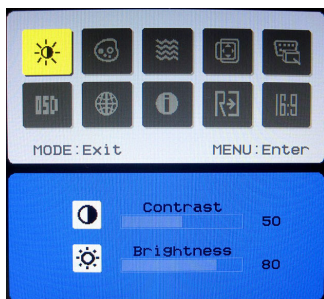 OSD
R
16:9
MODE:Exit MENU:Enter
Contrast
50
Brightness
80